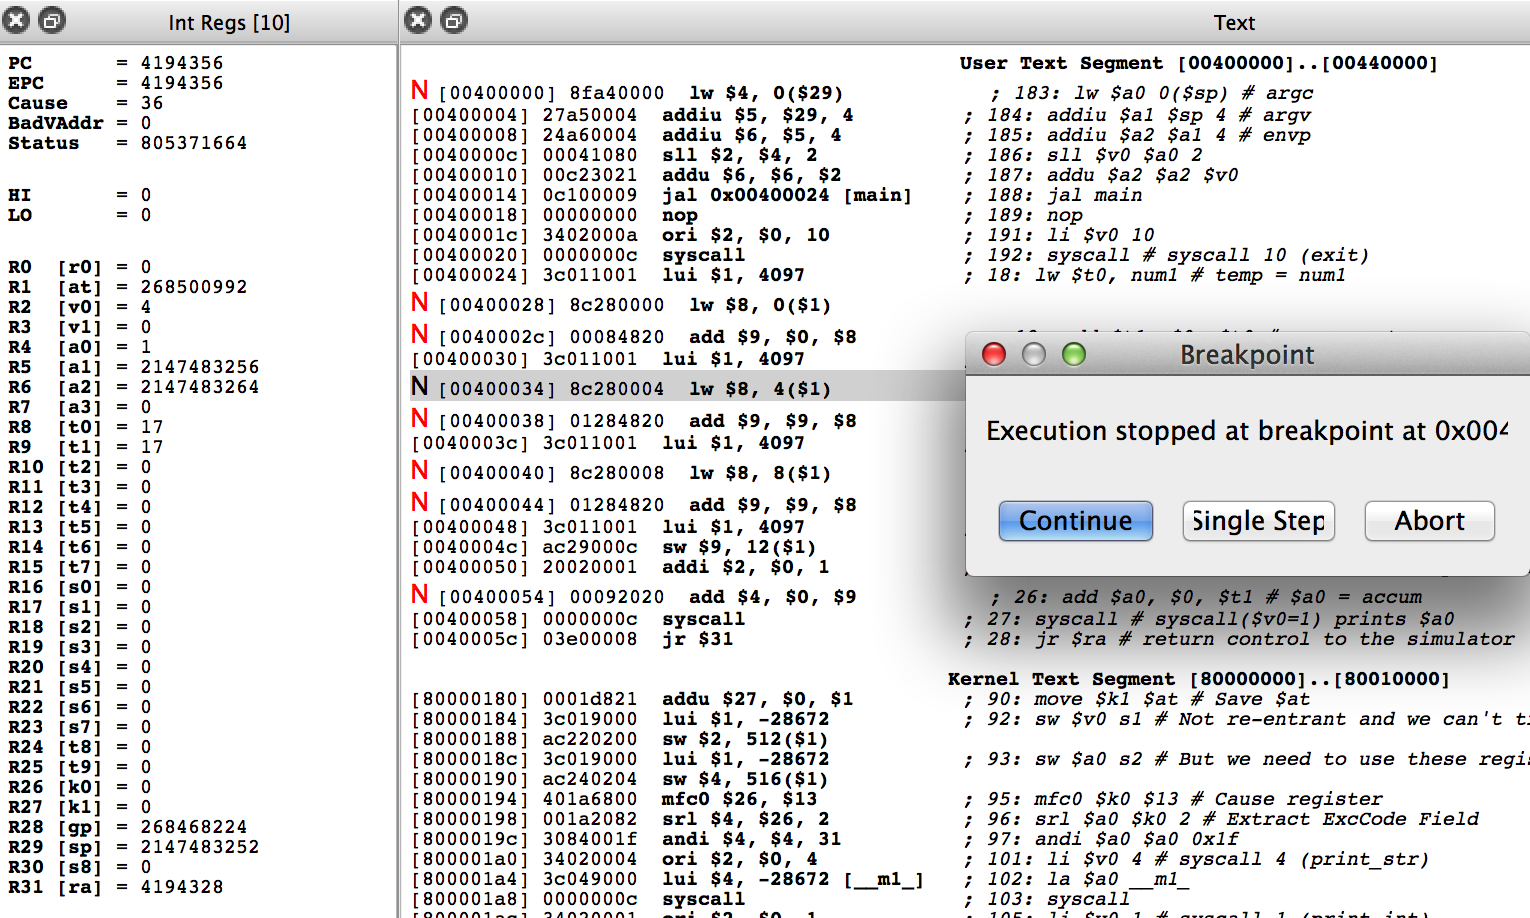 Int Regs [10]
PC = 4194356
EPC = 4194356
Cause = 36
BadVAddr = 0
Status = 805371664
HI = 0
LO = 0
R0 [r0] = 0
R1 [at] = 268500992
R2 [v0] = 4
R3 [v1] = 0
R4 [a0] = 1
R5 [a1] = 2147483256
R6 [a2] = 2147483264
R7 [a3] = 0
R8 [t0] = 17
R9 [t1] = 17
R10 [t2] = 0
R11 [t3] = 0
R12 [t4] = 0
R13 [t5] = 0
R14 [t6] = 0
R15 [t7] = 0
R16 [s0] = 0
R17 [s1] = 0
R18 [s2] = 0
R19 [s3] = 0
R20 [s4] = 0
R21 [s5] = 0
R22 [s6] = 0
R23 [s7] = 0
R24 [t8] = 0
R25 [t9] = 0
R26 [k0] = 0
R27 [k1] = 0
R28 [gp] = 268468224
R29 [sp] = 2147483252
R30 [s8] = 0
R31 [ra] = 4194328
Text
User Text Segment [00400000]..[00440000]
N [00400000] 8fa40000 lw $4, 0($29) ; 183: lw $a0 0($sp) # argc
[00400004] 27a50004 addiu $5, $29, 4 ; 184: addiu $a1 $sp 4 # argv
[00400008] 24a60004 addiu $6, $5, 4 ; 185: addiu $a2 $a1 4 # envp
[0040000c] 00041080 sll $2, $4, 2 ; 186: sll $v0 $a0 2
[00400010] 00c23021 addu $6, $6, $2 ; 187: addu $a2 $a2 $v0
[00400014] 0c100009 jal 0x00400024 [main] ; 188: jal main
[00400018] 00000000 nop ; 189: nop
[0040001c] 3402000a ori $2, $0, 10 ; 191: li $v0 10
[00400020] 0000000c syscall ; 192: syscall # syscall 10 (exit)
[00400024] 3c011001 lui $1, 4097 ; 18: lw $t0, num1 # temp = num1
N [00400028] 8c280000 lw $8, 0($1)
N [0040002c] 00084820 add $9, $0, $8
[00400030] 3c011001 lui $1, 4097
N [00400034] 8c280004 lw $8, 4($1)
N [00400038] 01284820 add $9, $9, $8
[0040003c] 3c011001 lui $1, 4097
N [00400040] 8c280008 lw $8, 8($1)
N [00400044] 01284820 add $9, $9, $8
[00400048] 3c011001 lui $1, 4097
[0040004c] ac29000c sw $9, 12($1)
[00400050] 20020001 addi $2, $0, 1
N [00400054] 00092020 add $4, $0, $9 ; 26: add $a0, $0, $t1 # $a0 = accum
[00400058] 0000000c syscall ; 27: syscall # syscall($v0=1) prints $a0
[0040005c] 03e00008 jr $31 ; 28: jr $ra # return control to the simulator
Kernel Text Segment [80000000]..[80010000]
[80000180] 0001d821 addu $27, $0, $1 ; 90: move $k1 $at # Save $at
[80000184] 3c019000 lui $1, -28672 ; 92: sw $v0 s1 # Not re-entrant and we can't
[80000188] ac220200 sw $2, 512($1)
[8000018c] 3c019000 lui $1, -28672 ; 93: sw $a0 s2 # But we need to use these
[80000190] ac240204 sw $4, 516($1)
[80000194] 401a6800 mfc0 $26, $13 ; 95: mfc0 $k0 $13 # Cause register
[80000198] 001a2082 srl $4, $26, 2 ; 96: srl $a0 $k0 2 # Extract ExcCode Field
[8000019c] 3084001f andi $4, $4, 31 ; 97: andi $a0 $a0 0x1f
[800001a0] 34020004 ori $2, $0, 4 ; 101: li $v0 4 # syscall 4 (print_str)
[800001a4] 3c049000 lui $4, -28672 [__m1_] ; 102: la $a0 __m1_
[800001a8] 0000000c syscall ; 103: syscall
[800001ac] 34020001 ori $2, $0, 1 ; 105: li $v0 1 # syscall 1 (print_int)
Breakpoint
Execution stopped at breakpoint at 0x004
Continue
Single Step
Abort